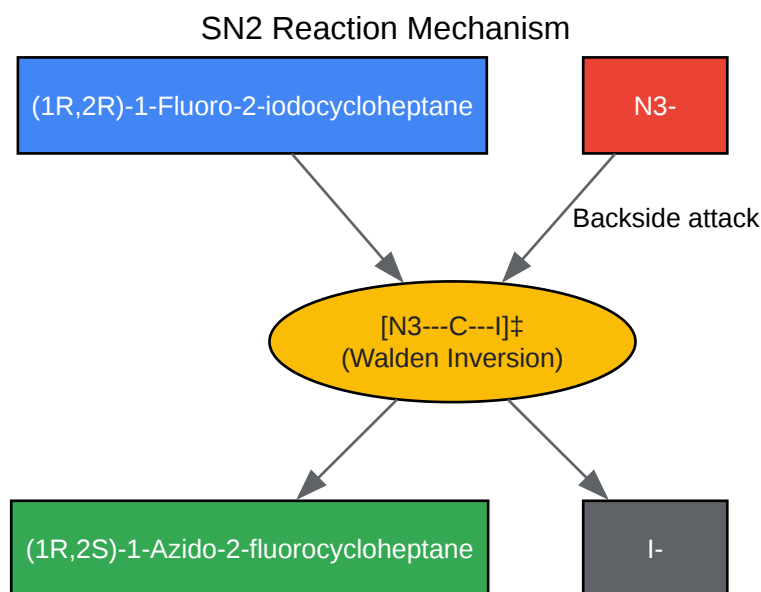 SN2 Reaction Mechanism
(1R,2R)-1-Fluoro-2-iodocycloheptane
N3-
Backside attack
[N3---C---I]‡
(Walden Inversion)
(1R,2S)-1-Azido-2-fluorocycloheptane
I-